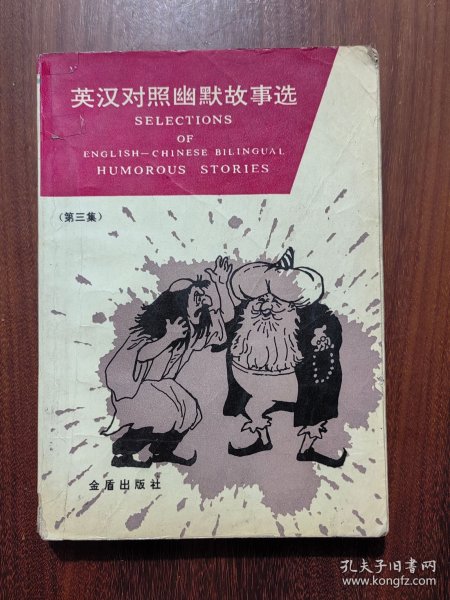 英汉对照幽默故事选
SELECTIONS
OF
ENGLISH—CHINESE BILINGUAL
HUMOROUS STORIES
(第三集)
金盾出版社
孔夫子旧书网
www.kongfz.com